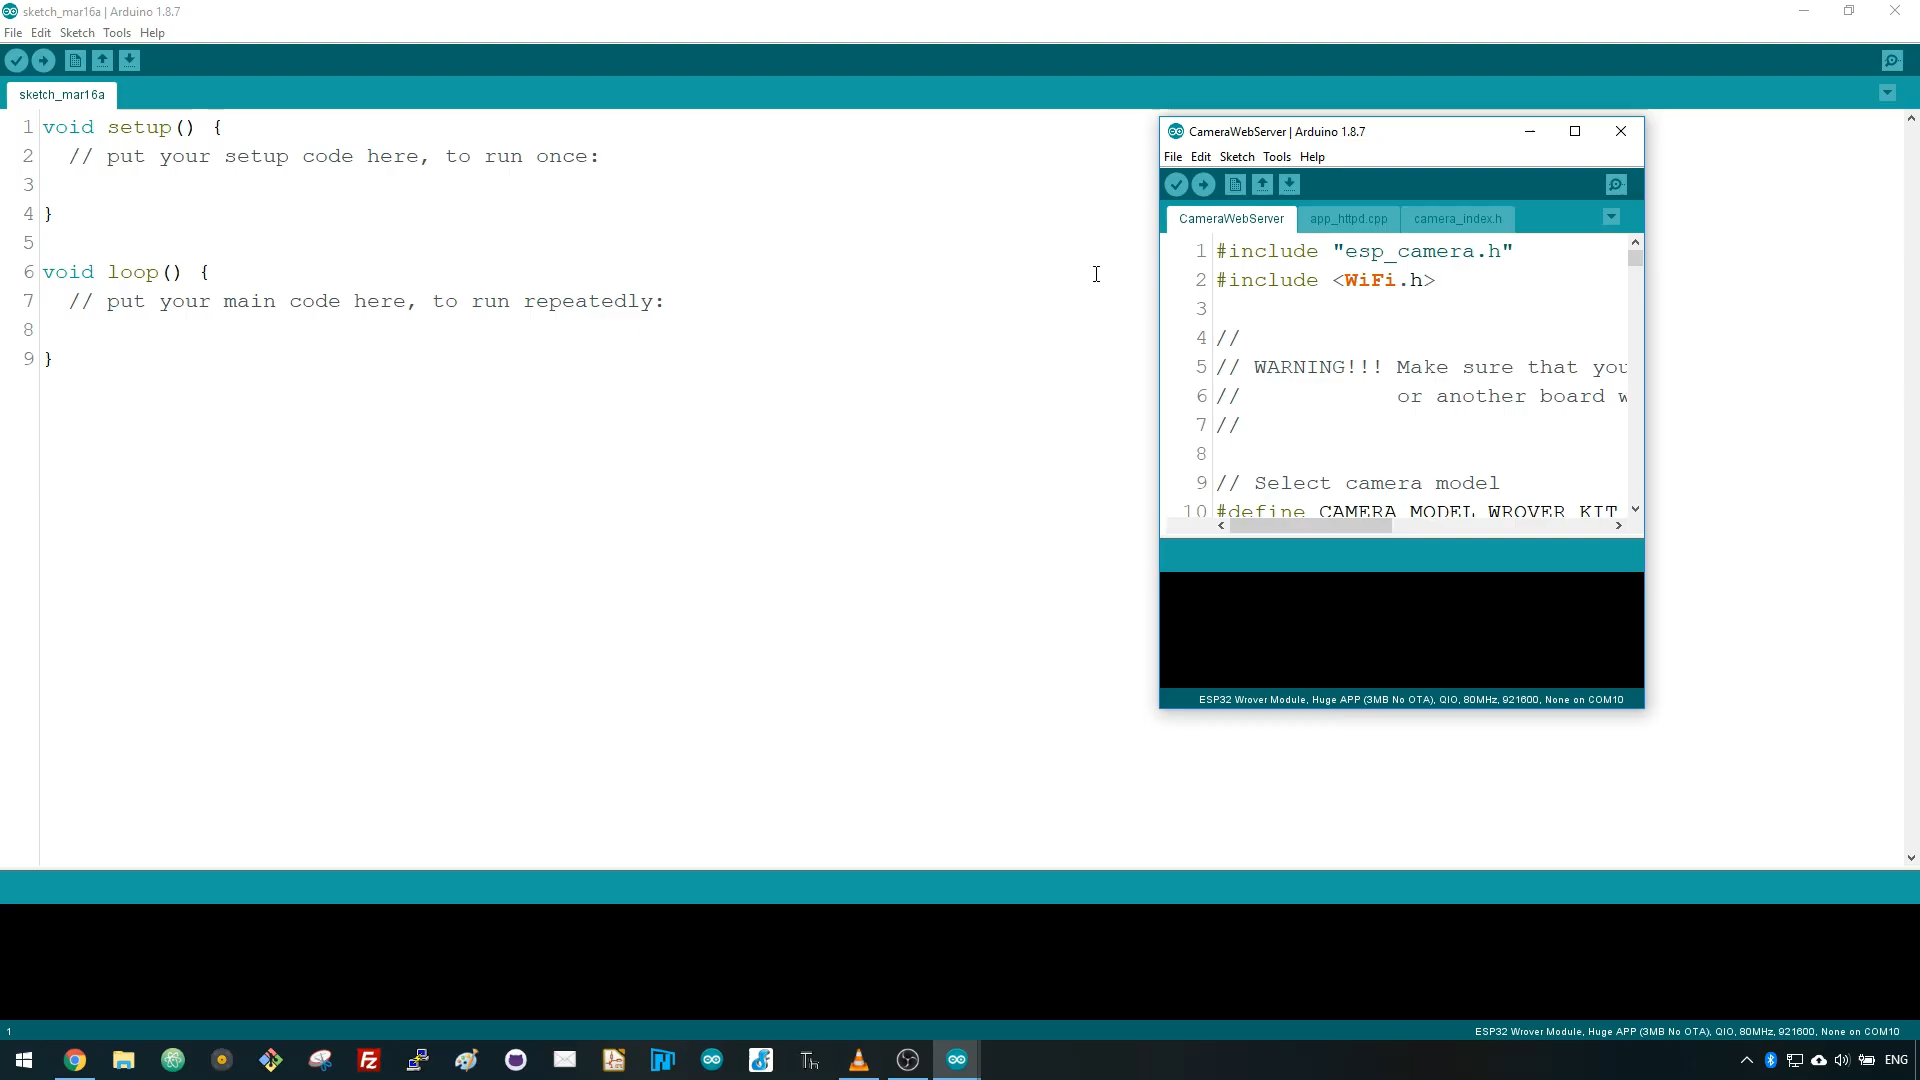 sketch_mar16a | Arduino 1.8.7
File Edit Sketch Tools Help
sketch_mar16a
1 void setup() {
2 // put your setup code here, to run once:
3
4 }
5
6 void loop() {
7 // put your main code here, to run repeatedly:
8
9 }
CameraWebServer | Arduino 1.8.7
File Edit Sketch Tools Help
CameraWebServer app_httpd.cpp camera_index.h
1 #include "esp_camera.h"
2 #include <WiFi.h>
3
4 //
5 // WARNING!!! Make sure that you
6 // or another board w
7 //
8
9 // Select camera model
10 #define CAMERA_MODEL_WROVER_KIT
ESP32 Wrover Module, Huge APP (3MB No OTA), QIO, 80MHz, 921600, None on COM10
1 ESP32 Wrover Module, Huge APP (3MB No OTA), QIO, 80MHz, 921600, None on COM10
Fz Th ENG